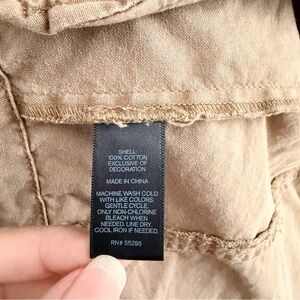 SHELL:
100% COTTON
EXCLUSIVE OF
DECORATION
MADE IN CHINA
MACHINE WASH COLD
WITH LIKE COLORS.
GENTLE CYCLE.
ONLY NON-CHLORINE
BLEACH WHEN
NEEDED. LINE DRY.
COOL IRON IF NEEDED.
RN# 55285